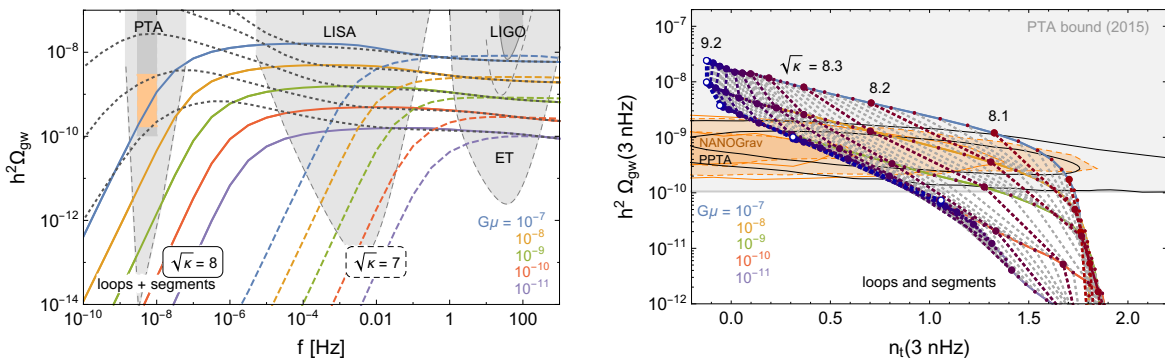 PTA
LISA
LIGO
ET
Gμ = 10⁻⁷
10⁻⁸
10⁻⁹
10⁻¹⁰
10⁻¹¹
√κ = 8
√κ = 7
loops + segments
h²Ω_gw
10⁻⁸
10⁻¹⁰
10⁻¹²
10⁻¹⁴
10⁻¹⁰ 10⁻⁸ 10⁻⁶ 10⁻⁴ 0.01 1 100
f [Hz]
PTA bound (2015)
9.2
√κ = 8.3
8.2
8.1
NANOGrav
PPTA
loops and segments
Gμ = 10⁻⁷
10⁻⁸
10⁻⁹
10⁻¹⁰
10⁻¹¹
h² Ω_gw(3 nHz)
10⁻⁷
10⁻⁸
10⁻⁹
10⁻¹⁰
10⁻¹¹
10⁻¹²
0.0 0.5 1.0 1.5 2.0
n_t(3 nHz)